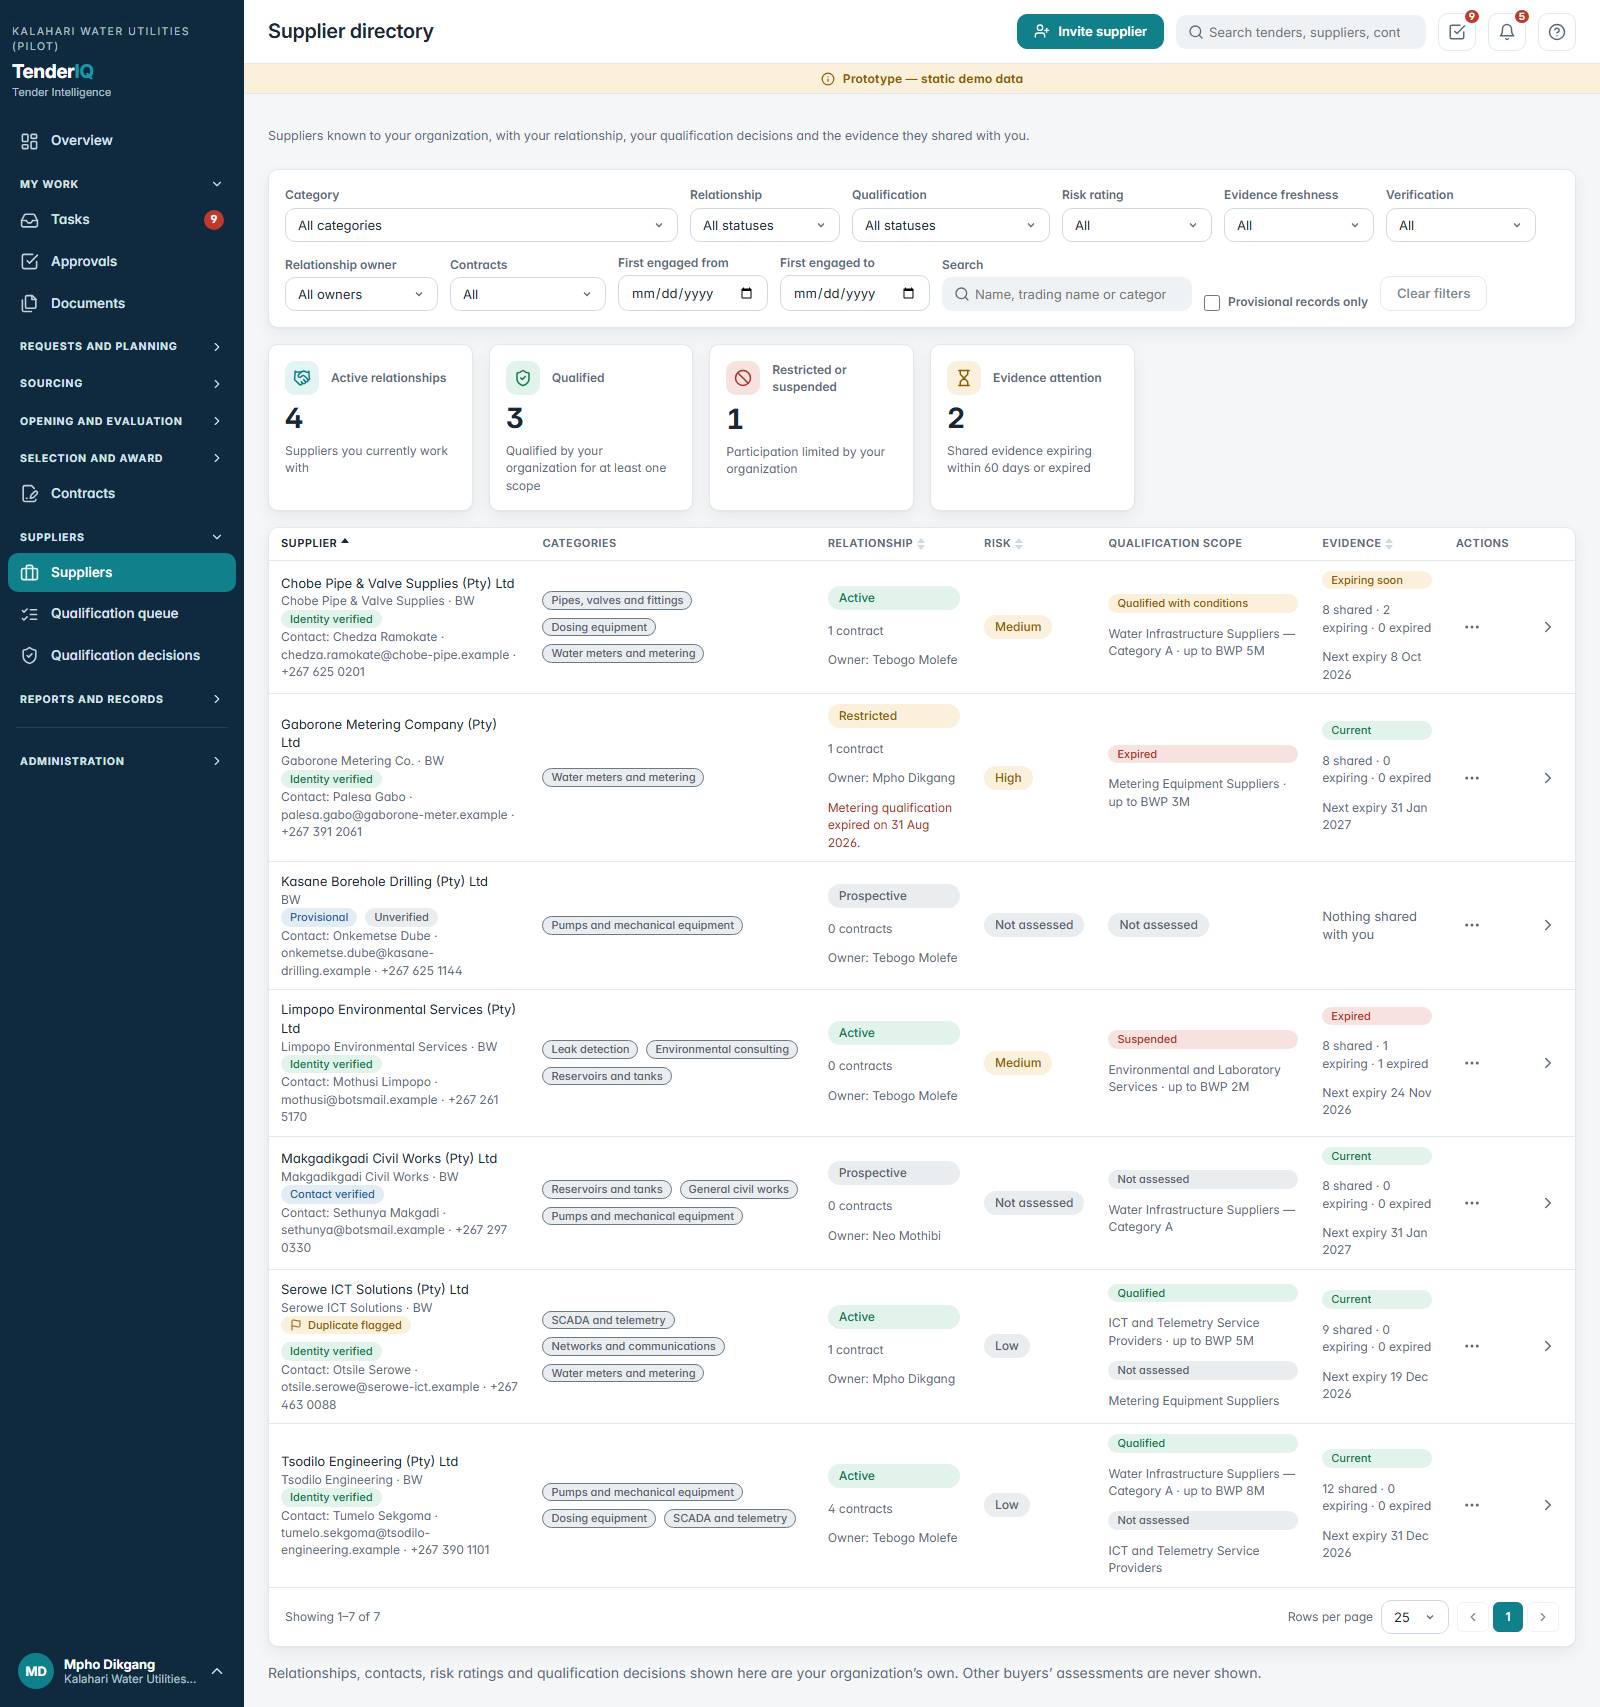 KALAHARI WATER UTILITIES
(PILOT)
TenderIQ
Tender Intelligence
Overview
MY WORK
Tasks
9
Approvals
Documents
REQUESTS AND PLANNING
SOURCING
OPENING AND EVALUATION
SELECTION AND AWARD
Contracts
SUPPLIERS
Suppliers
Qualification queue
Qualification decisions
REPORTS AND RECORDS
ADMINISTRATION
MD
Mpho Dikgang
Kalahari Water Utilities...
Supplier directory
Invite supplier
Search tenders, suppliers, cont
9
5
Prototype — static demo data
Suppliers known to your organization, with your relationship, your qualification decisions and the evidence they shared with you.
Category
Relationship
Qualification
Risk rating
Evidence freshness
Verification
All categories
All statuses
All statuses
All
All
All
Relationship owner
Contracts
First engaged from
First engaged to
Search
All owners
All
mm/dd/yyyy
mm/dd/yyyy
Name, trading name or categor
Provisional records only
Clear filters
Active relationships
4
Suppliers you currently work
with
Qualified
3
Qualified by your
organization for at least one
scope
Restricted or
suspended
1
Participation limited by your
organization
Evidence attention
2
Shared evidence expiring
within 60 days or expired
SUPPLIER
CATEGORIES
RELATIONSHIP
RISK
QUALIFICATION SCOPE
EVIDENCE
ACTIONS
Chobe Pipe & Valve Supplies (Pty) Ltd
Chobe Pipe & Valve Supplies · BW
Identity verified
Contact: Chedza Ramokate ·
chedza.ramokate@chobe-pipe.example ·
+267 625 0201
Pipes, valves and fittings
Dosing equipment
Water meters and metering
Active
1 contract
Owner: Tebogo Molefe
Medium
Qualified with conditions
Water Infrastructure Suppliers —
Category A · up to BWP 5M
Expiring soon
8 shared · 2
expiring · 0 expired
Next expiry 8 Oct
2026
Gaborone Metering Company (Pty)
Ltd
Gaborone Metering Co. · BW
Identity verified
Contact: Palesa Gabo ·
palesa.gabo@gaborone-meter.example ·
+267 391 2061
Water meters and metering
Restricted
1 contract
Owner: Mpho Dikgang
Metering qualification
expired on 31 Aug
2026.
High
Expired
Metering Equipment Suppliers ·
up to BWP 3M
Current
8 shared · 0
expiring · 0 expired
Next expiry 31 Jan
2027
Kasane Borehole Drilling (Pty) Ltd
BW
Provisional
Unverified
Contact: Onkemetse Dube ·
onkemetse.dube@kasane-
drilling.example · +267 625 1144
Pumps and mechanical equipment
Prospective
0 contracts
Owner: Tebogo Molefe
Not assessed
Not assessed
Nothing shared
with you
Limpopo Environmental Services (Pty)
Ltd
Limpopo Environmental Services · BW
Identity verified
Contact: Mothusi Limpopo ·
mothusi@botsmail.example · +267 261
5170
Leak detection
Environmental consulting
Reservoirs and tanks
Active
0 contracts
Owner: Tebogo Molefe
Medium
Suspended
Environmental and Laboratory
Services · up to BWP 2M
Expired
8 shared · 1
expiring · 1 expired
Next expiry 24 Nov
2026
Makgadikgadi Civil Works (Pty) Ltd
Makgadikgadi Civil Works · BW
Contact verified
Contact: Sethunya Makgadi ·
sethunya@botsmail.example · +267 297
0330
Reservoirs and tanks
General civil works
Pumps and mechanical equipment
Prospective
0 contracts
Owner: Neo Mothibi
Not assessed
Not assessed
Water Infrastructure Suppliers —
Category A
Current
8 shared · 0
expiring · 0 expired
Next expiry 31 Jan
2027
Serowe ICT Solutions (Pty) Ltd
Serowe ICT Solutions · BW
Duplicate flagged
Identity verified
Contact: Otsile Serowe ·
otsile.serowe@serowe-ict.example · +267
463 0088
SCADA and telemetry
Networks and communications
Water meters and metering
Active
1 contract
Owner: Mpho Dikgang
Low
Qualified
ICT and Telemetry Service
Providers · up to BWP 5M
Not assessed
Metering Equipment Suppliers
Current
9 shared · 0
expiring · 0 expired
Next expiry 19 Dec
2026
Tsodilo Engineering (Pty) Ltd
Tsodilo Engineering · BW
Identity verified
Contact: Tumelo Sekgoma ·
tumelo.sekgoma@tsodilo-
engineering.example · +267 390 1101
Pumps and mechanical equipment
Dosing equipment
SCADA and telemetry
Active
4 contracts
Owner: Tebogo Molefe
Low
Qualified
Water Infrastructure Suppliers —
Category A · up to BWP 8M
Not assessed
ICT and Telemetry Service
Providers
Current
12 shared · 0
expiring · 0 expired
Next expiry 31 Dec
2026
Showing 1–7 of 7
Rows per page
25
1
Relationships, contacts, risk ratings and qualification decisions shown here are your organization’s own. Other buyers’ assessments are never shown.